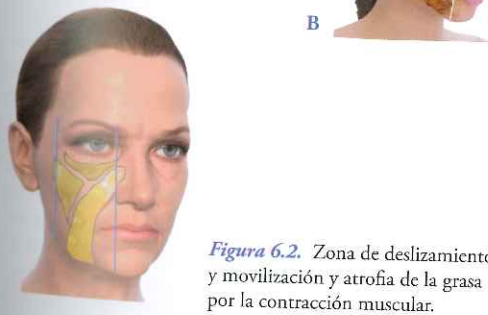 B
Figura 6.2. Zona de deslizamiento
y movilización y atrofia de la grasa
por la contracción muscular.